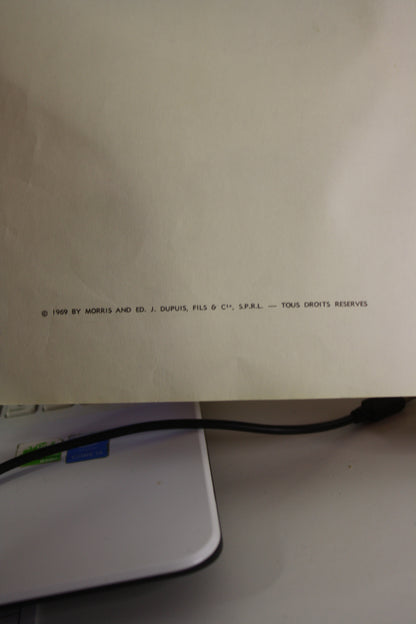 © 1969 BY MORRIS AND ED. J. DUPUIS, FILS & Cie, S.P.R.L. — TOUS DROITS RESERVES